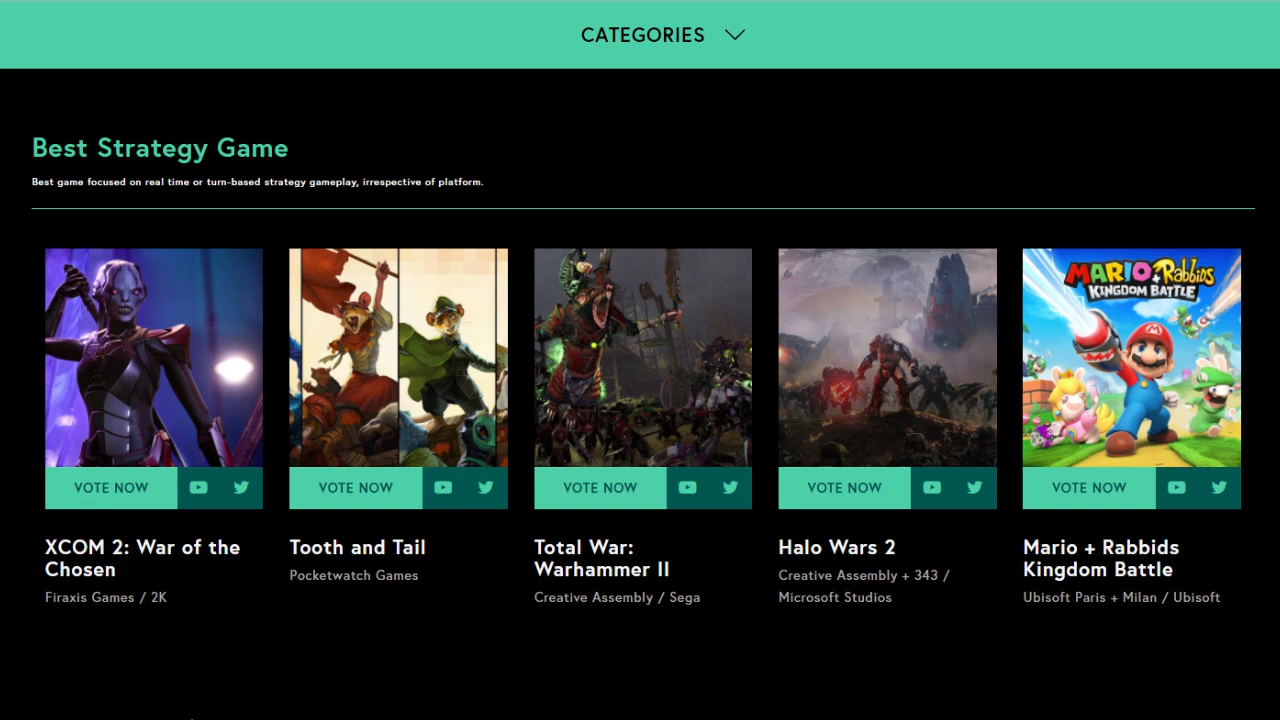 CATEGORIES
Best Strategy Game
Best game focused on real time or turn-based strategy gameplay, irrespective of platform.
MARIO + Rabbids
KINGDOM BATTLE
VOTE NOW
VOTE NOW
VOTE NOW
VOTE NOW
VOTE NOW
XCOM 2: War of the
Chosen
Firaxis Games / 2K
Tooth and Tail
Pocketwatch Games
Total War:
Warhammer II
Creative Assembly / Sega
Halo Wars 2
Creative Assembly + 343 /
Microsoft Studios
Mario + Rabbids
Kingdom Battle
Ubisoft Paris + Milan / Ubisoft